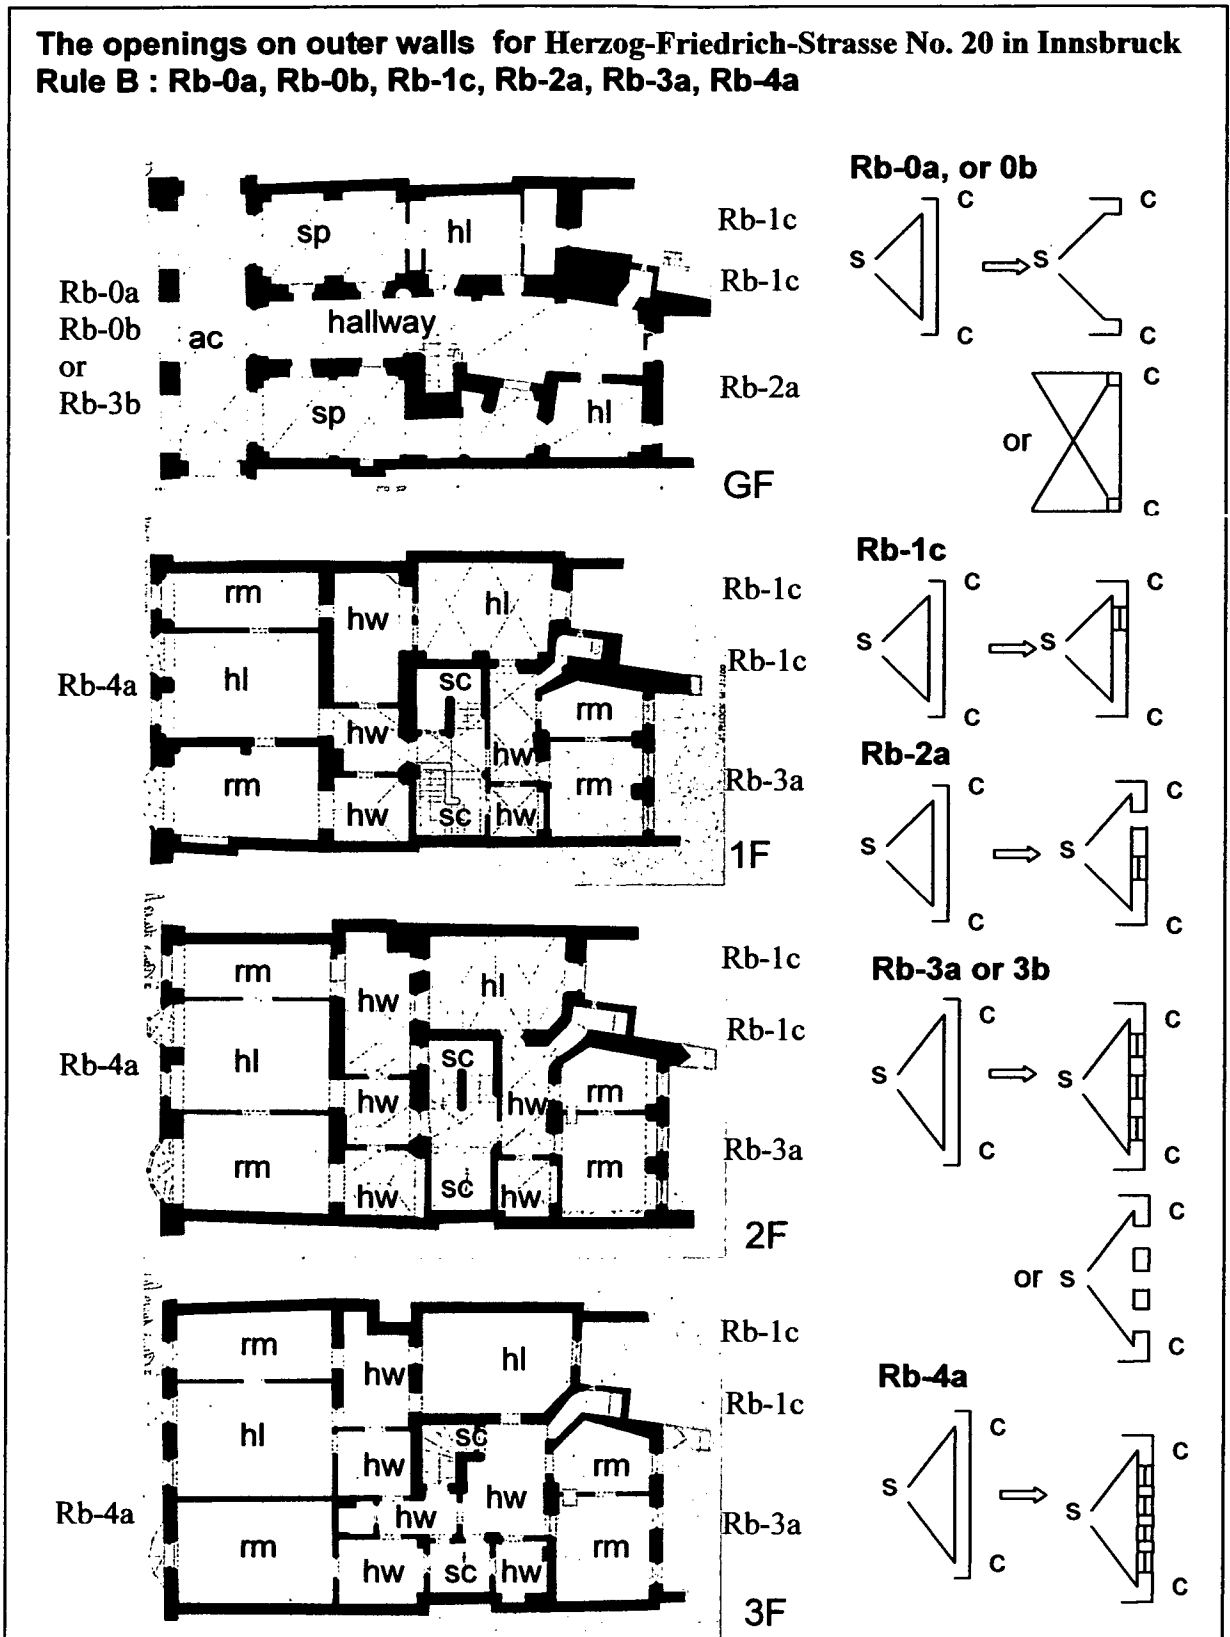 The openings on outer walls for Herzog-Friedrich-Strasse No. 20 in Innsbruck
Rule B : Rb-0a, Rb-0b, Rb-1c, Rb-2a, Rb-3a, Rb-4a
Rb-0a
Rb-0b
or
Rb-3b
sp
hl
ac
hallway
r
sp
hl
Rb-1c
Rb-1c
Rb-2a
GF
Rb-4a
rm
hw
hl
hl
sc
rm
hw
hw
rm
hw
sc
hw
rm
Rb-1c
Rb-1c
Rb-3a
1F
Rb-4a
rm
hw
hl
hl
sc
hw
hw
rm
rm
hw
sc
hw
rm
Rb-1c
Rb-1c
Rb-3a
2F
Rb-4a
rm
hw
hl
hl
sc
hw
hw
rm
hw
rm
hw
sc
hw
rm
Rb-1c
Rb-1c
Rb-3a
3F
Rb-0a, or 0b
s
c
c
s
c
c
or
c
c
Rb-1c
s
c
c
s
c
c
Rb-2a
s
c
c
s
c
c
Rb-3a or 3b
s
c
c
s
c
c
or s
c
c
Rb-4a
s
c
c
s
c
c